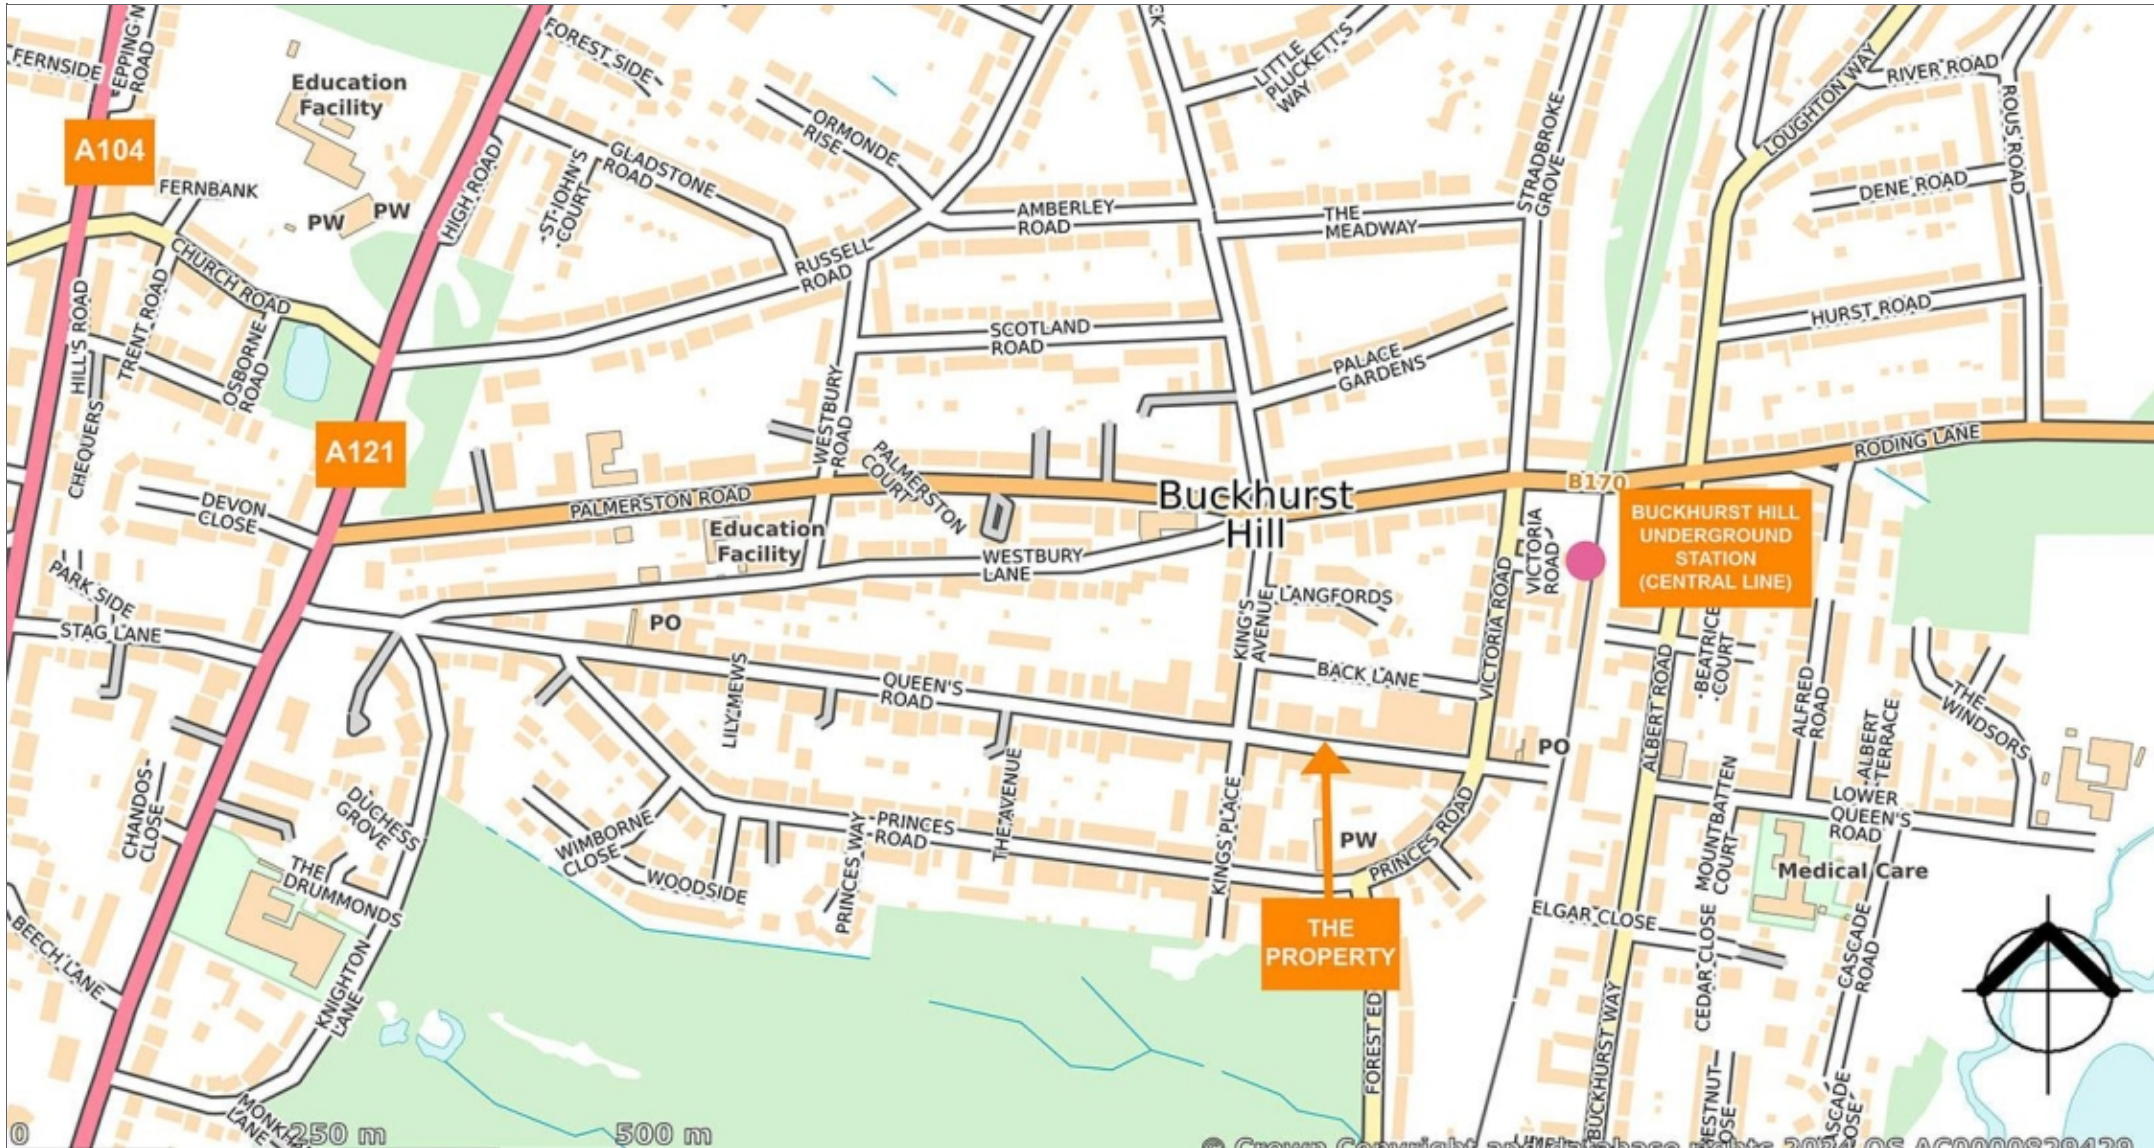 FERNSIDE
EPPING N
ROAD
Education
Facility
FOREST SIDE
ORMONDE
RISE
LITTLE
PLUCKETT'S
WAY
STRADBROKE
GROVE
LOUGHTON WAY
RIVER ROAD
ROUS ROAD
DENE ROAD
A104
FERNBANK
PW
PW
HIGH ROAD
ST-JOHN'S
COURT
GLADSTONE
ROAD
AMBERLEY
ROAD
THE
MEADWAY
CHURCH ROAD
RUSSELL
ROAD
HILL'S ROAD
TRENT ROAD
OSBORNE
ROAD
SCOTLAND
ROAD
PALACE
GARDENS
HURST ROAD
CHEQUERS
A121
WESTBURY
ROAD
PALMERSTON
COURT
RODING LANE
DEVON
CLOSE
PALMERSTON ROAD
Buckhurst
Hill
B170
Education
Facility
WESTBURY
LANE
VICTORIA
ROAD
BUCKHURST HILL
UNDERGROUND
STATION
(CENTRAL LINE)
PARK SIDE
STAG LANE
PO
KING'S
AVENUE
LANGFORDS
VICTORIA ROAD
BACK LANE
BEATRICE
COURT
ALBERT ROAD
ALFRED
ROAD
ALBERT
TERRACE
THE
WINDSORS
LILY MEWS
QUEEN'S
ROAD
PO
CHANDOS
CLOSE
DUCHESS
GROVE
WIMBORNE
CLOSE
WOODSIDE
PRINCES WAY
PRINCES
ROAD
THE AVENUE
KINGS PLACE
PW
PRINCES ROAD
MOUNTBATTEN
COURT
LOWER
QUEEN'S
ROAD
Medical Care
THE
DRUMMONDS
BEECH LANE
KNIGHTON
LANE
THE
PROPERTY
ELGAR CLOSE
CEDAR CLOSE
CASCADE
ROAD
FOREST ED
BUCKHURST WAY
ESTNUT
OSE
ASCADE
OSE
MONKHA
LANE
0
250 m
500 m